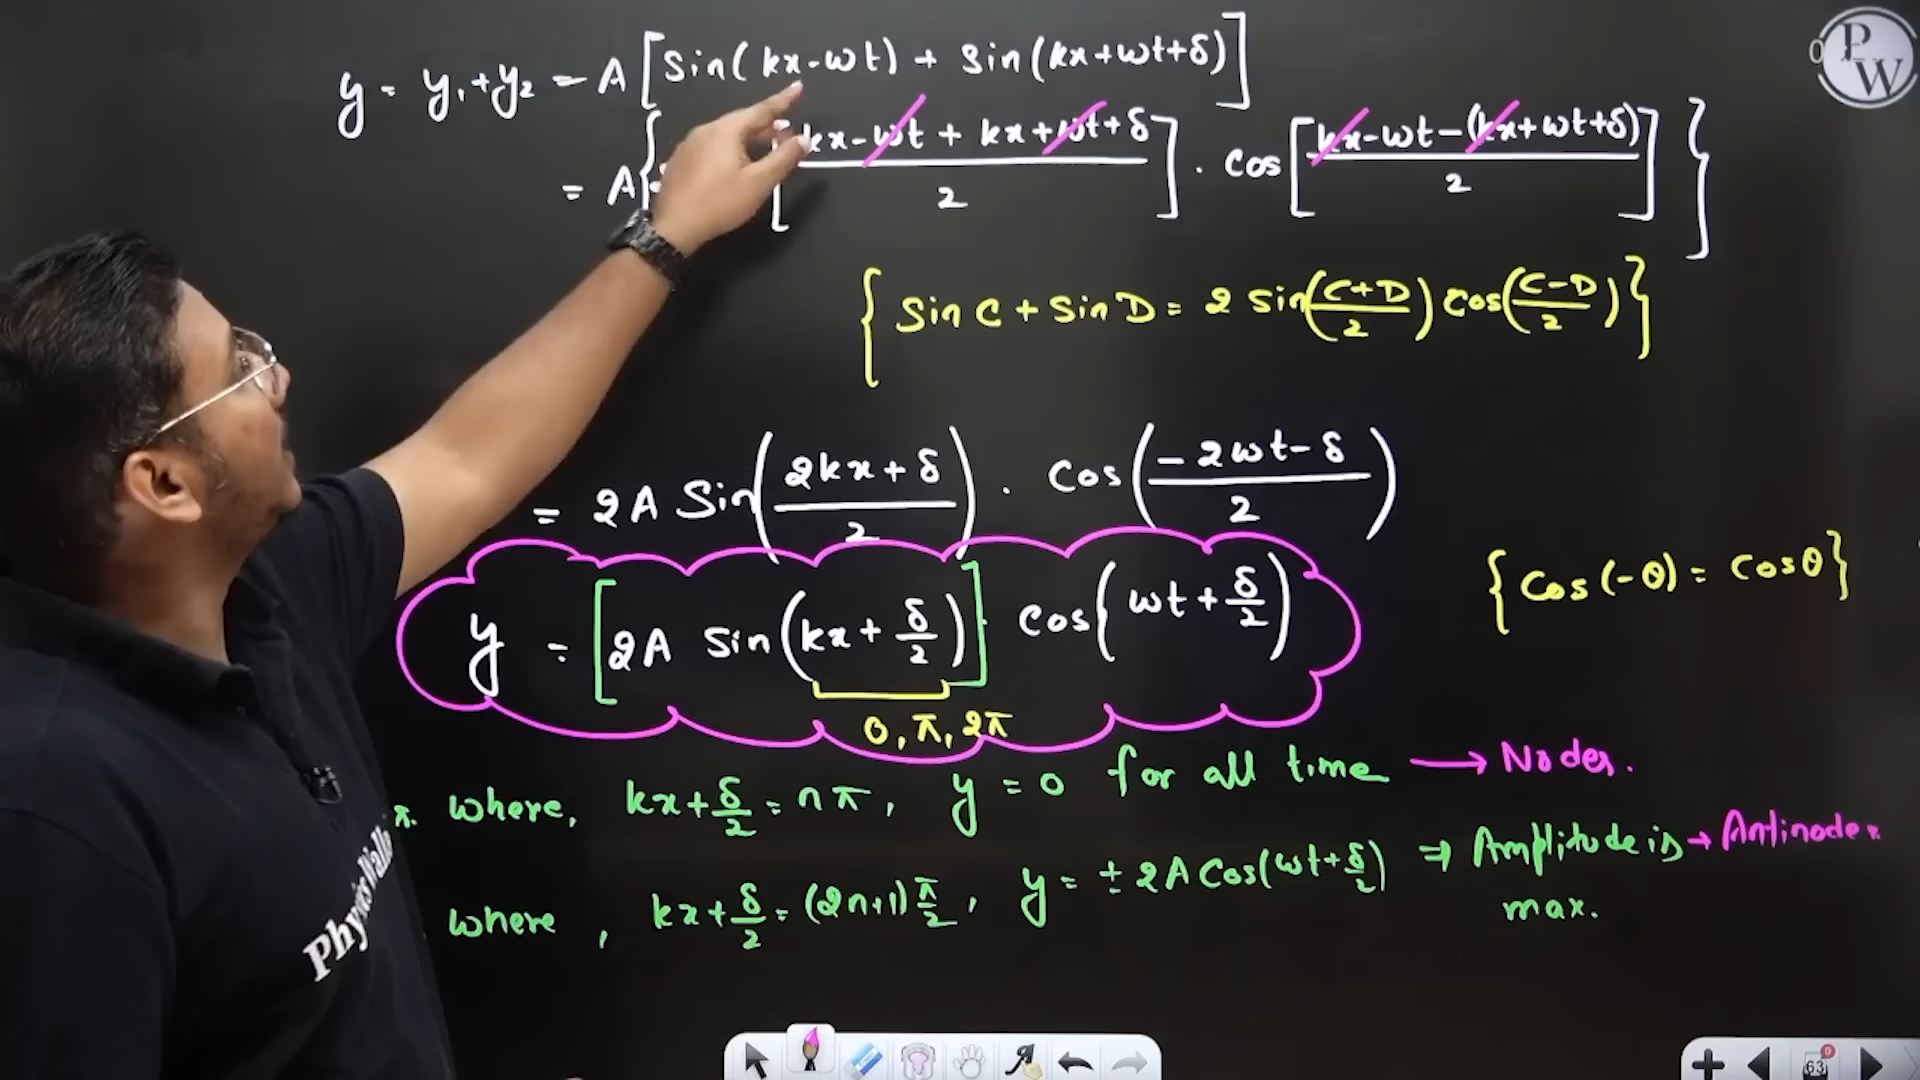 y = y₁+y₂ = A [Sin(kx-ωt) + Sin(kx+ωt+δ)]
= A{ [kx-ωt + kx+ωt+δ / 2] . Cos [kx-ωt-(kx+ωt+δ) / 2] }
{ Sin C + Sin D = 2 Sin(C+D / 2) Cos(C-D / 2) }
= 2A Sin(2kx+δ / 2) . Cos(-2ωt-δ / 2)
{Cos(-θ) = Cosθ}
y = [2A Sin(kx+δ/2)] . Cos(ωt+δ/2)
0, π, 2π
where, kx+δ/2 = nπ, y = 0 for all time → Nodes.
where, kx+δ/2 = (2n+1)π/2, y = ± 2A Cos(ωt+δ/2) ⇒ Amplitude is max. → Antinodes.
PW
63
0